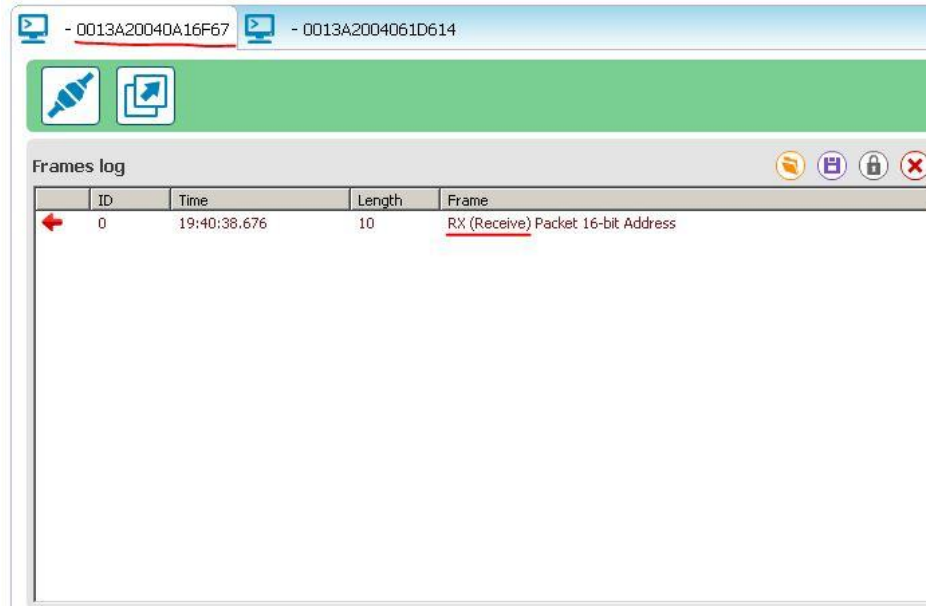 - 0013A20040A16F67 - 0013A2004061D614
Frames log
ID Time Length Frame
0 19:40:38.676 10 RX (Receive) Packet 16-bit Address